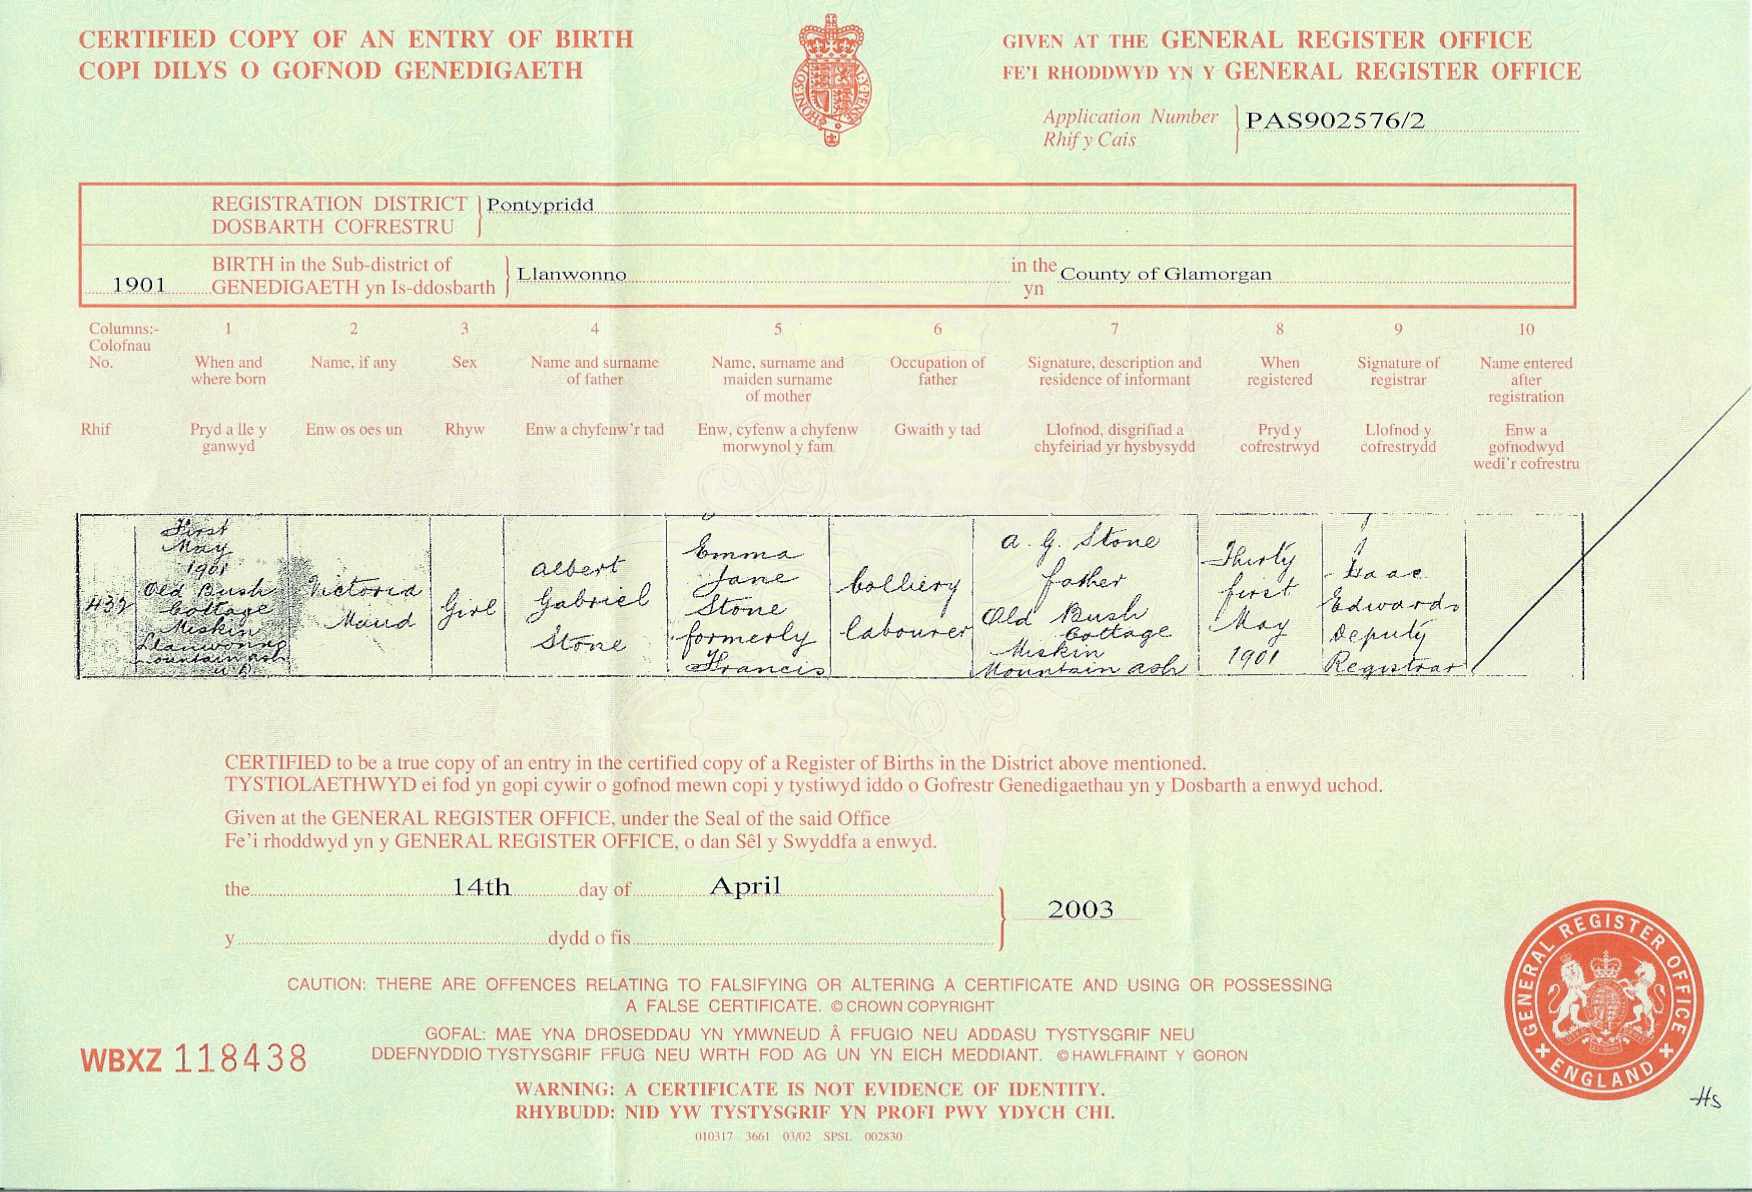 CERTIFIED COPY OF AN ENTRY OF BIRTH
COPI DILYS O GOFNOD GENEDIGAETH
GIVEN AT THE GENERAL REGISTER OFFICE
FE'I RHODDWYD YN Y GENERAL REGISTER OFFICE
Application Number
Rhif y Cais
PAS902576/2
REGISTRATION DISTRICT
DOSBARTH COFRESTRU
Pontypridd
1901
BIRTH in the Sub-district of
GENEDIGAETH yn Is-ddosbarth
Llanwonno
in the
yn
County of Glamorgan
Columns:-
Colofnau
No.
Rhif
1
When and
where born
Pryd a lle y
ganwyd
2
Name, if any
Enw os oes un
3
Sex
Rhyw
4
Name and surname
of father
Enw a chyfenw'r tad
5
Name, surname and
maiden surname
of mother
Enw, cyfenw a chyfenw
morwynol y fam
6
Occupation of
father
Gwaith y tad
7
Signature, description and
residence of informant
Llofnod, disgrifiad a
chyfeiriad yr hysbysydd
8
When
registered
Pryd y
cofrestrwyd
9
Signature of
registrar
Llofnod y
cofrestrydd
10
Name entered
after
registration
Enw a
gofnodwyd
wedi'r cofrestru
432
First
May
1901
Old Bush
Cottage
Miskin
Llanwonno
Mountain ash
Victoria
Maud
Girl
Albert
Gabriel
Stone
Emma
Jane
Stone
formerly
Francis
Colliery
labourer
A. G. Stone
father
Old Bush
Cottage
Miskin
Mountain ash
Thirty
first
May
1901
Isaac
Edwards
Deputy
Registrar
CERTIFIED to be a true copy of an entry in the certified copy of a Register of Births in the District above mentioned.
TYSTIOLAETHWYD ei fod yn gopi cywir o gofnod mewn copi y tystiwyd iddo o Gofrestr Genedigaethau yn y Dosbarth a enwyd uchod.
Given at the GENERAL REGISTER OFFICE, under the Seal of the said Office
Fe'i rhoddwyd yn y GENERAL REGISTER OFFICE, o dan Sêl y Swyddfa a enwyd.
the 14th day of April
2003
y dydd o fis
CAUTION: THERE ARE OFFENCES RELATING TO FALSIFYING OR ALTERING A CERTIFICATE AND USING OR POSSESSING
A FALSE CERTIFICATE. © CROWN COPYRIGHT
GOFAL: MAE YNA DROSEDDAU YN YMWNEUD Â FFUGIO NEU ADDASU TYSTYSGRIF NEU
DDEFNYDDIO TYSTYSGRIF FFUG NEU WRTH FOD AG UN YN EICH MEDDIANT. © HAWLFRAINT Y GORON
WBXZ 118438
WARNING: A CERTIFICATE IS NOT EVIDENCE OF IDENTITY.
RHYBUDD: NID YW TYSTYSGRIF YN PROFI PWY YDYCH CHI.
010317 3661 03/02 SPSL 002830
GENERAL REGISTER OFFICE
ENGLAND
HS